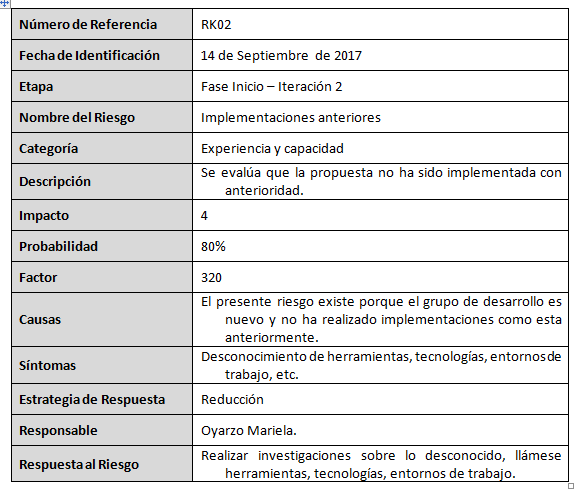 Número de Referencia RK02
Fecha de Identificación 14 de Septiembre de 2017
Etapa Fase Inicio – Iteración 2
Nombre del Riesgo Implementaciones anteriores
Categoría Experiencia y capacidad
Descripción Se evalúa que la propuesta no ha sido implementada con
anterioridad.
Impacto 4
Probabilidad 80%
Factor 320
Causas El presente riesgo existe porque el grupo de desarrollo es
nuevo y no ha realizado implementaciones como esta
anteriormente.
Síntomas Desconocimiento de herramientas, tecnologías, entornos de
trabajo, etc.
Estrategia de Respuesta Reducción
Responsable Oyarzo Mariela.
Respuesta al Riesgo Realizar investigaciones sobre lo desconocido, llámese
herramientas, tecnologías, entornos de trabajo.